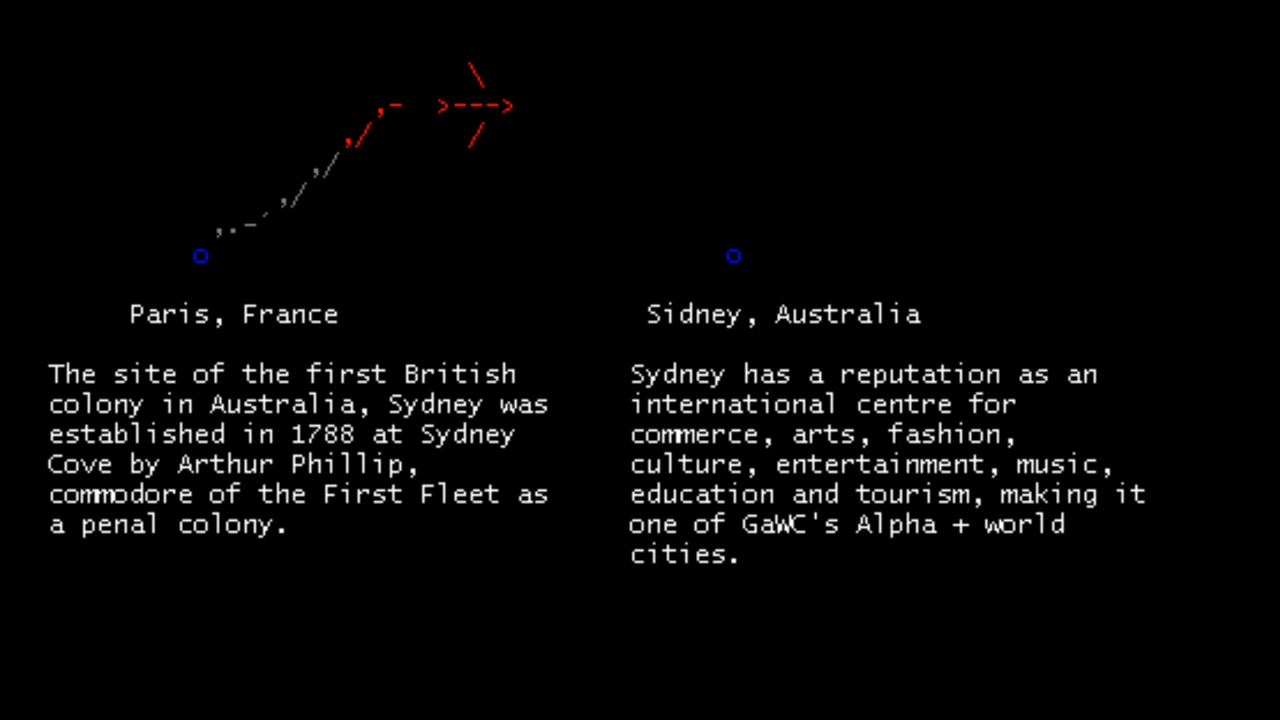 Paris, France
Sidney, Australia
The site of the first British
colony in Australia, Sydney was
established in 1788 at Sydney
Cove by Arthur Phillip,
commodore of the First Fleet as
a penal colony.
Sydney has a reputation as an
international centre for
commerce, arts, fashion,
culture, entertainment, music,
education and tourism, making it
one of GaWC's Alpha + world
cities.